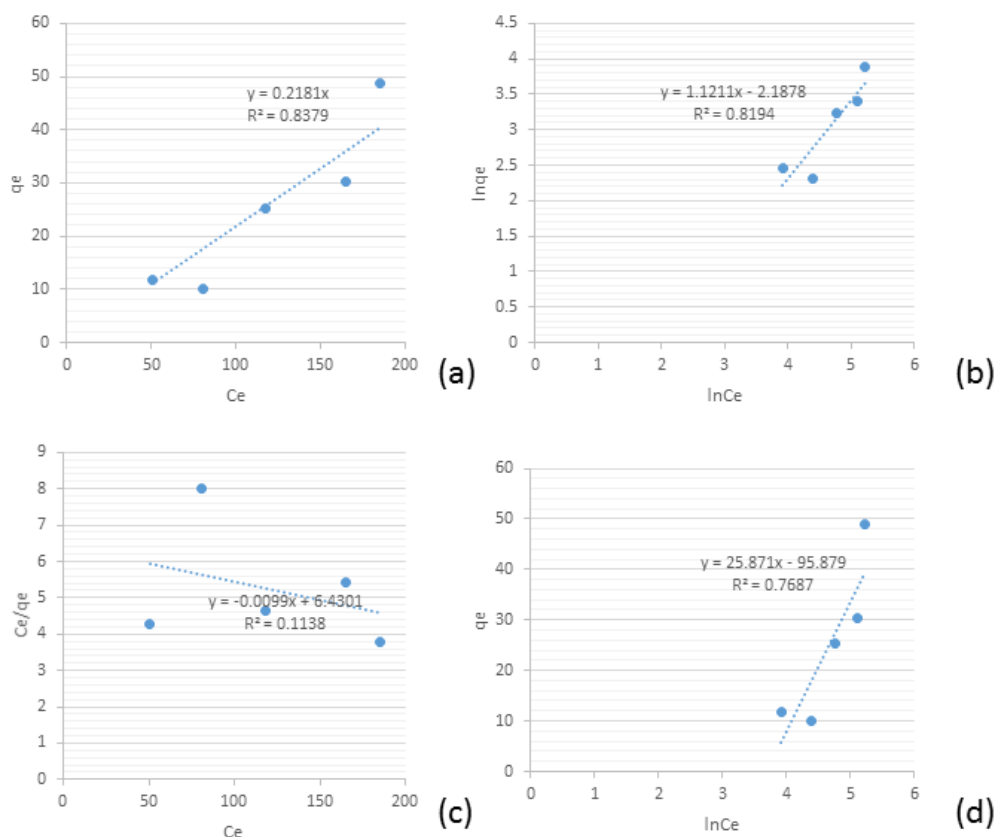 60
50
40
30
20
10
0
qe
y = 0.2181x
R² = 0.8379
0 50 100 150 200
Ce
(a)
4.5
4
3.5
3
2.5
2
1.5
1
0.5
0
lnqe
y = 1.1211x - 2.1878
R² = 0.8194
0 1 2 3 4 5 6
lnCe
(b)
9
8
7
6
5
4
3
2
1
0
Ce/qe
y = -0.0099x + 6.4301
R² = 0.1138
0 50 100 150 200
Ce
(c)
60
50
40
30
20
10
0
qe
y = 25.871x - 95.879
R² = 0.7687
0 1 2 3 4 5 6
lnCe
(d)